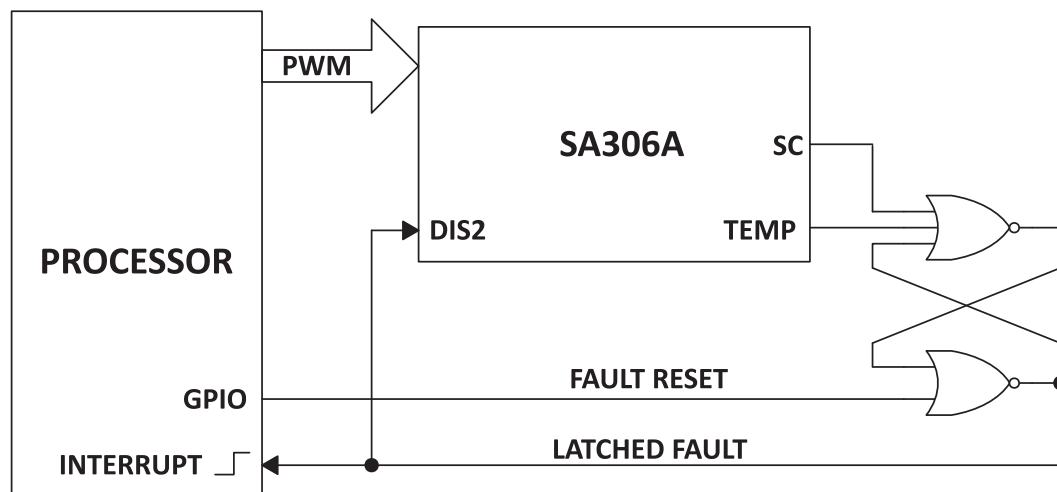 PWM
SA306A
SC
DIS2
TEMP
PROCESSOR
FAULT RESET
GPIO
LATCHED FAULT
INTERRUPT